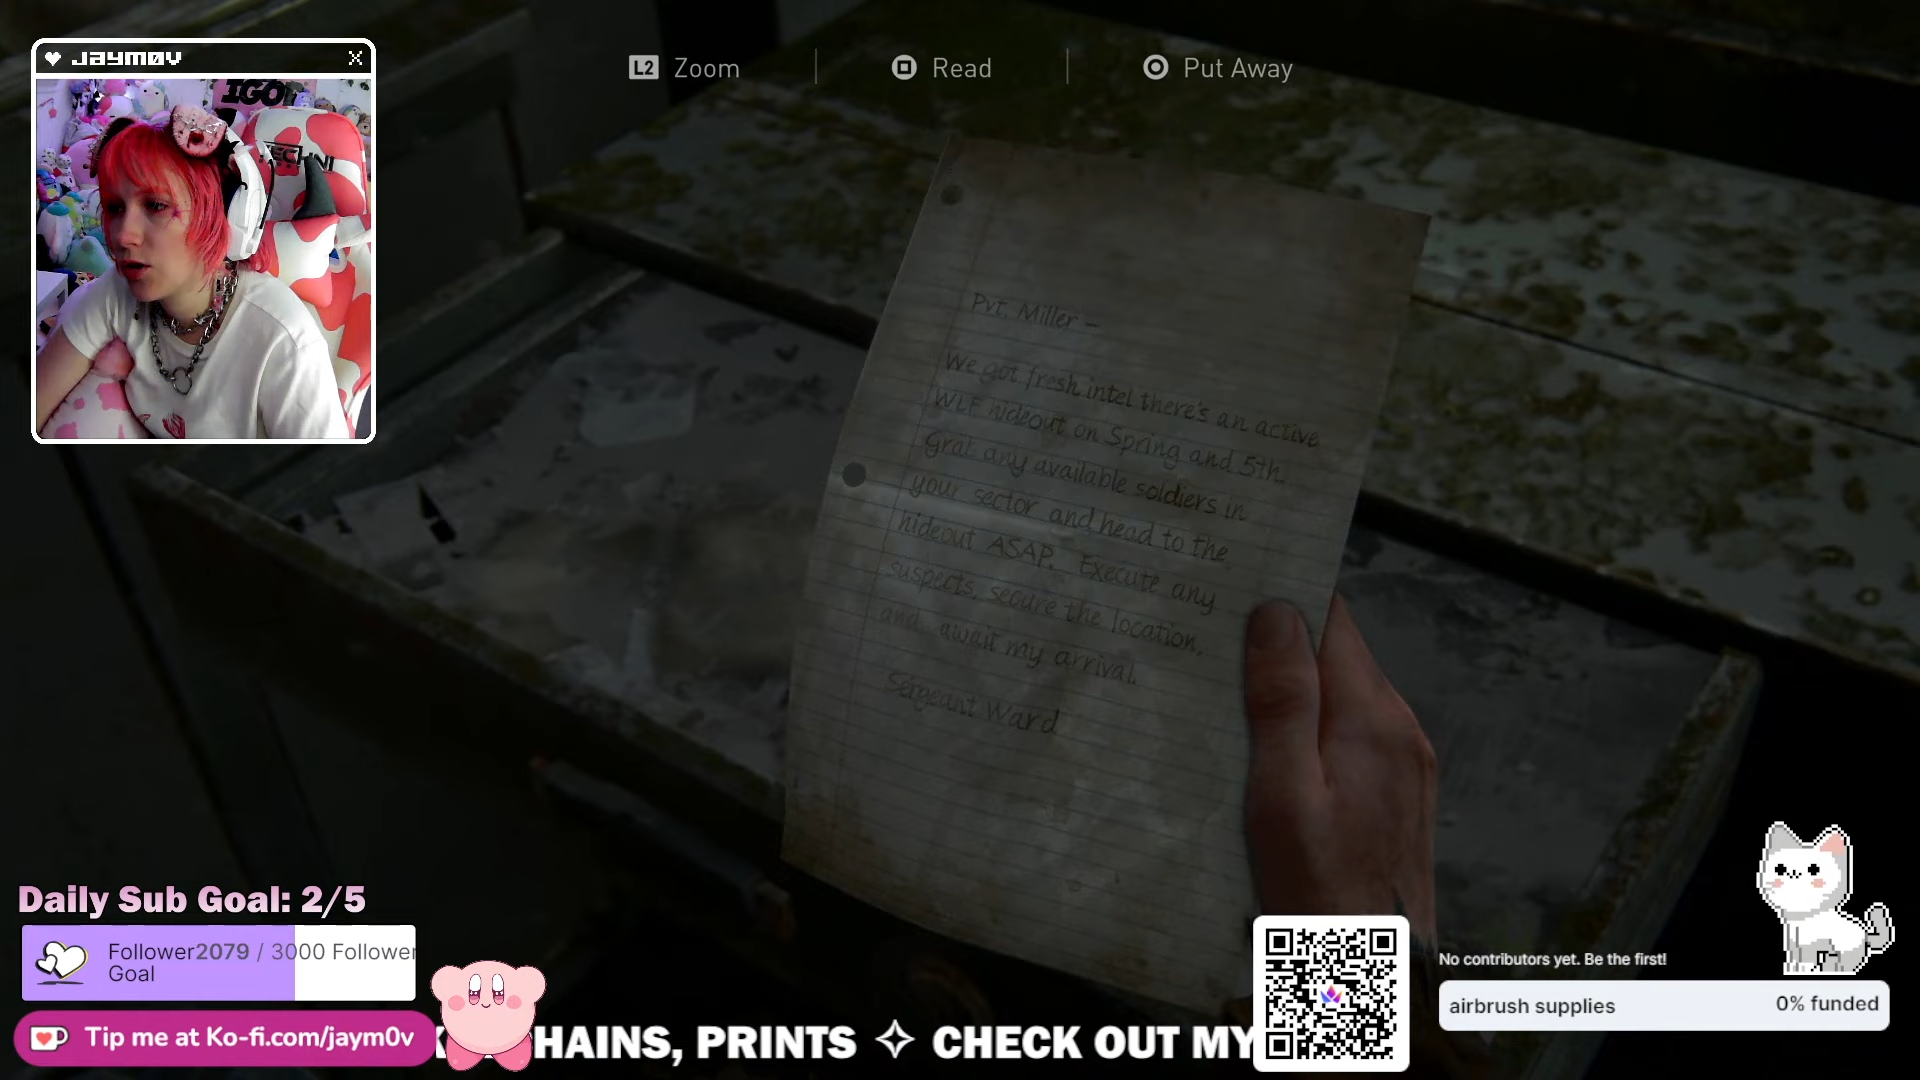 Jaym0v
X
IGO
TECHNI
L2 Zoom
Read
Put Away
Pvt. Miller –
We got fresh intel there's an active
WLF hideout on Spring and 5th.
Grab any available soldiers in
your sector and head to the
hideout ASAP. Execute any
suspects, secure the location,
and await my arrival.
Sergeant Ward
Daily Sub Goal: 2/5
Follower2079 / 3000 Follower
Goal
Tip me at Ko-fi.com/jaym0v
HAINS, PRINTS ✧ CHECK OUT MY
No contributors yet. Be the first!
airbrush supplies 0% funded